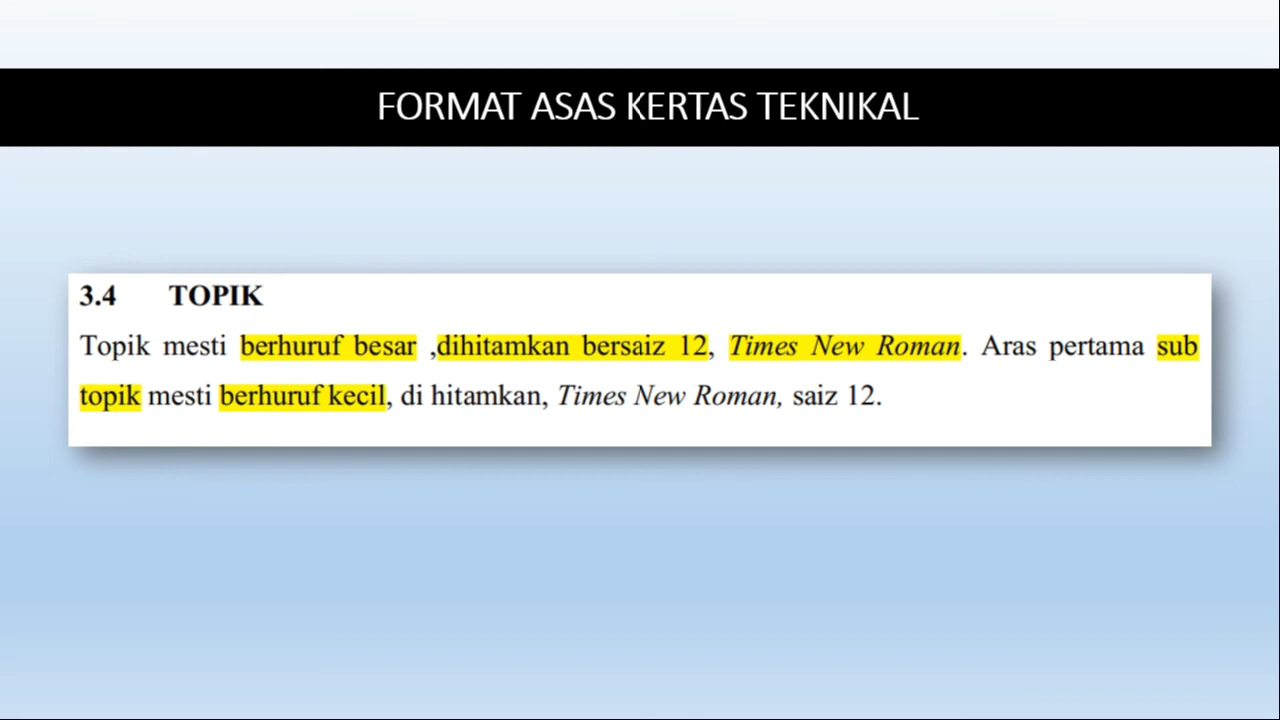 FORMAT ASAS KERTAS TEKNIKAL
3.4 TOPIK
Topik mesti berhuruf besar ,dihitamkan bersaiz 12, Times New Roman. Aras pertama sub
topik mesti berhuruf kecil, di hitamkan, Times New Roman, saiz 12.